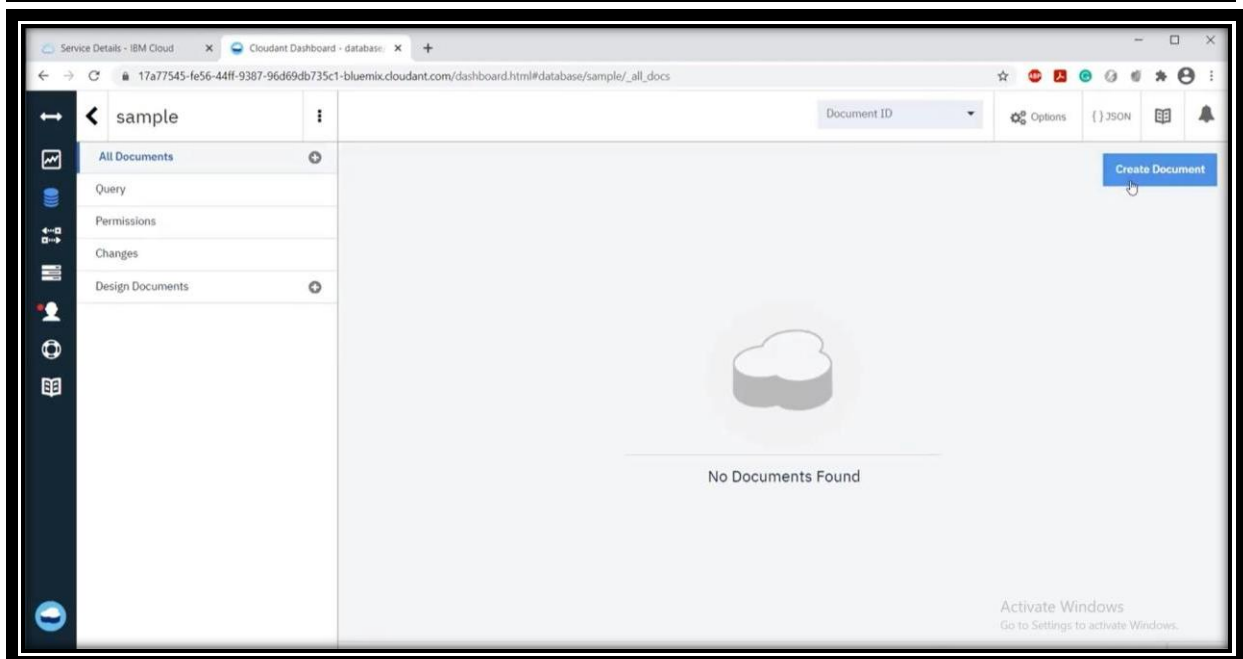 Service Details - IBM Cloud
Cloudant Dashboard - database
17a77545-fe56-44ff-9387-96d69db735c1-bluemix.cloudant.com/dashboard.html#database/sample/_all_docs
sample
Document ID
Options
{ } JSON
All Documents
Create Document
Query
Permissions
Changes
Design Documents
No Documents Found
Activate Windows
Go to Settings to activate Windows.